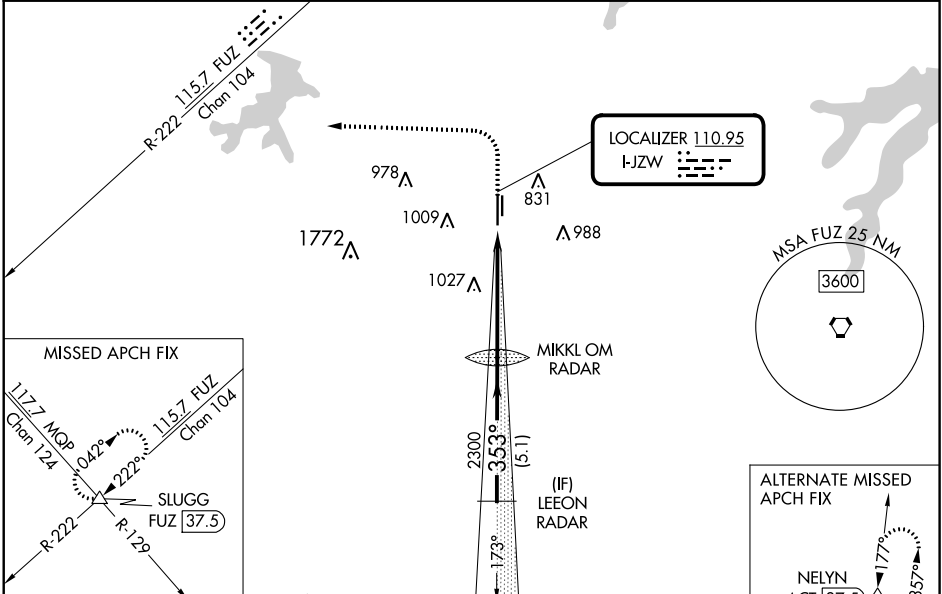 115.7 FUZ
Chan 104
R-222
LOCALIZER 110.95
I-JZW
978
831
1009
988
1772
1027
MSA FUZ 25 NM
3600
MIKKL OM
RADAR
2300
353°
(5.1)
(IF)
LEEON
RADAR
173°
MISSED APCH FIX
117.7 MQP
Chan 124
115.7 FUZ
Chan 104
042°
222°
SLUGG
FUZ 37.5
R-222
R-129
ALTERNATE MISSED
APCH FIX
177°
357°
NELYN